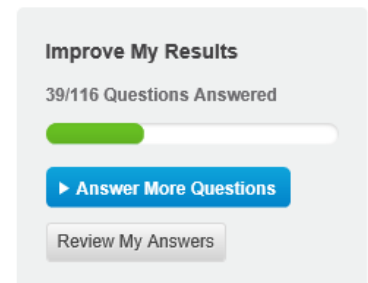 Improve My Results
39/116 Questions Answered
Answer More Questions
Review My Answers